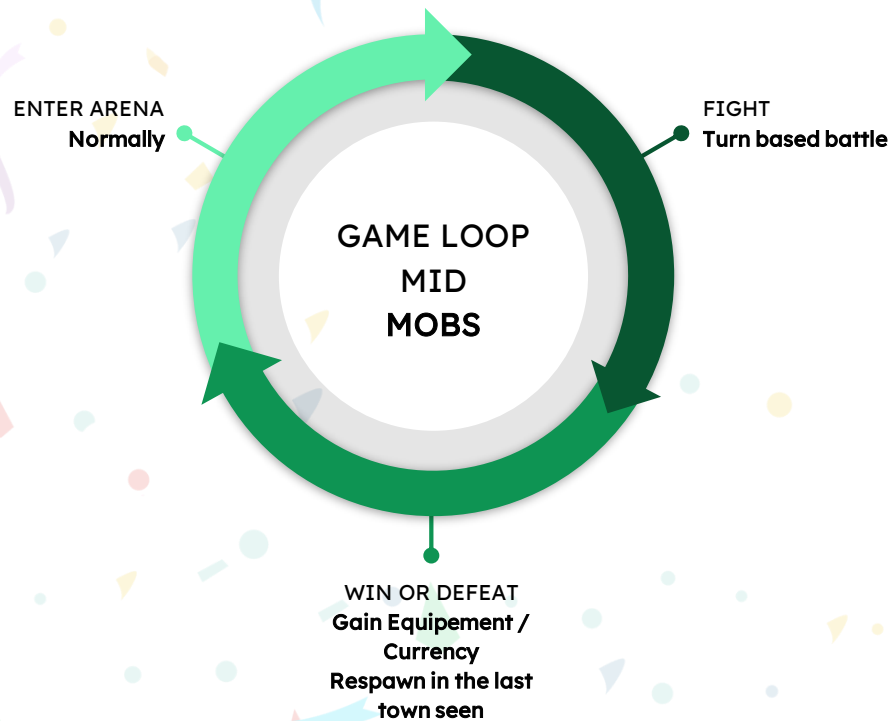 ENTER ARENA
Normally
FIGHT
Turn based battle
GAME LOOP
MID
MOBS
WIN OR DEFEAT
Gain Equipement /
Currency
Respawn in the last
town seen